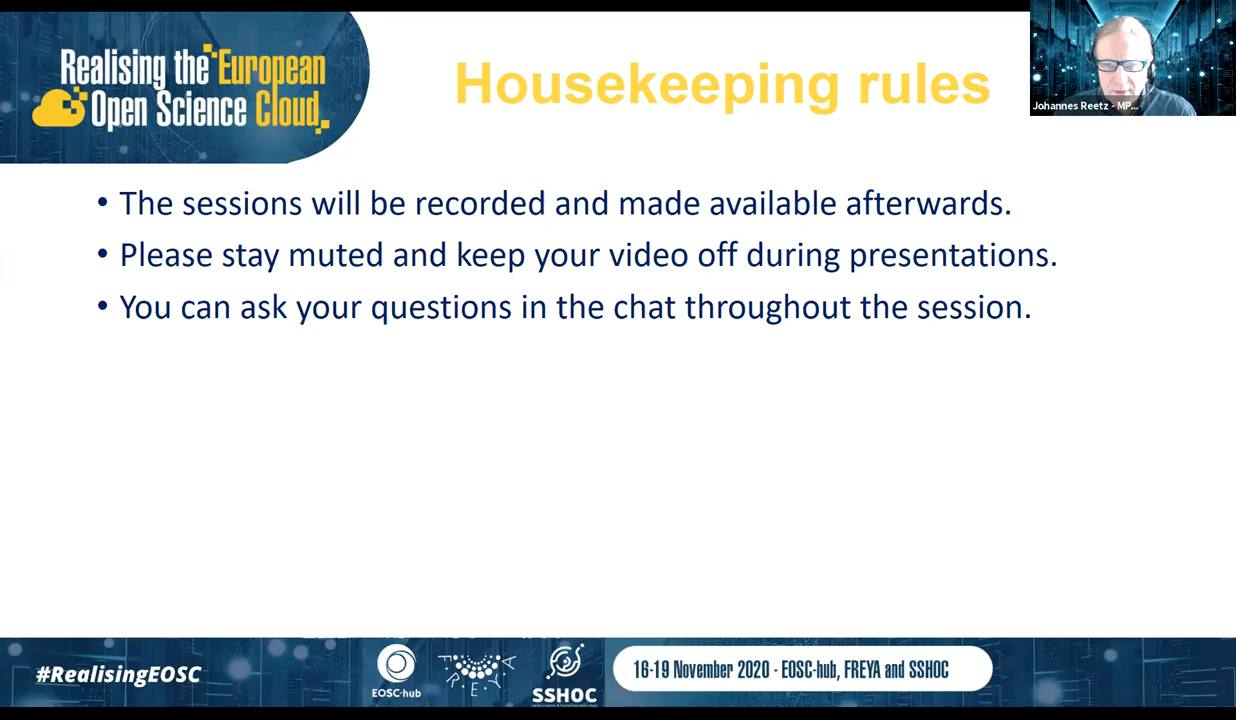 Realising the European
Open Science Cloud
Housekeeping rules
Johannes Reetz - MP...
• The sessions will be recorded and made available afterwards.
• Please stay muted and keep your video off during presentations.
• You can ask your questions in the chat throughout the session.
#RealisingEOSC
EOSC-hub
FREYA
SSHOC
16-19 November 2020 - EOSC-hub, FREYA and SSHOC